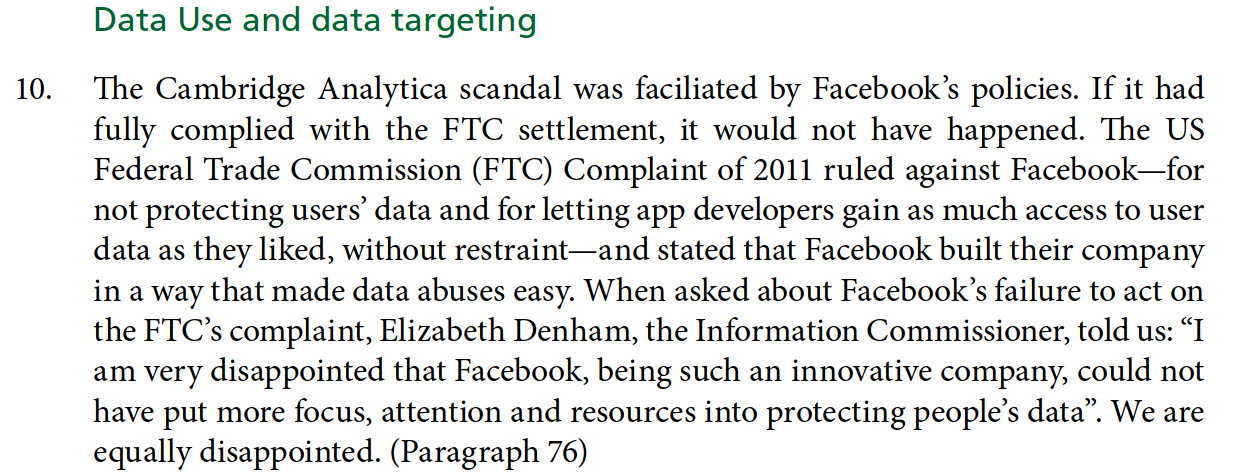 Data Use and data targeting
10. The Cambridge Analytica scandal was faciliated by Facebook’s policies. If it had
fully complied with the FTC settlement, it would not have happened. The US
Federal Trade Commission (FTC) Complaint of 2011 ruled against Facebook—for
not protecting users’ data and for letting app developers gain as much access to user
data as they liked, without restraint—and stated that Facebook built their company
in a way that made data abuses easy. When asked about Facebook’s failure to act on
the FTC’s complaint, Elizabeth Denham, the Information Commissioner, told us: “I
am very disappointed that Facebook, being such an innovative company, could not
have put more focus, attention and resources into protecting people’s data”. We are
equally disappointed. (Paragraph 76)